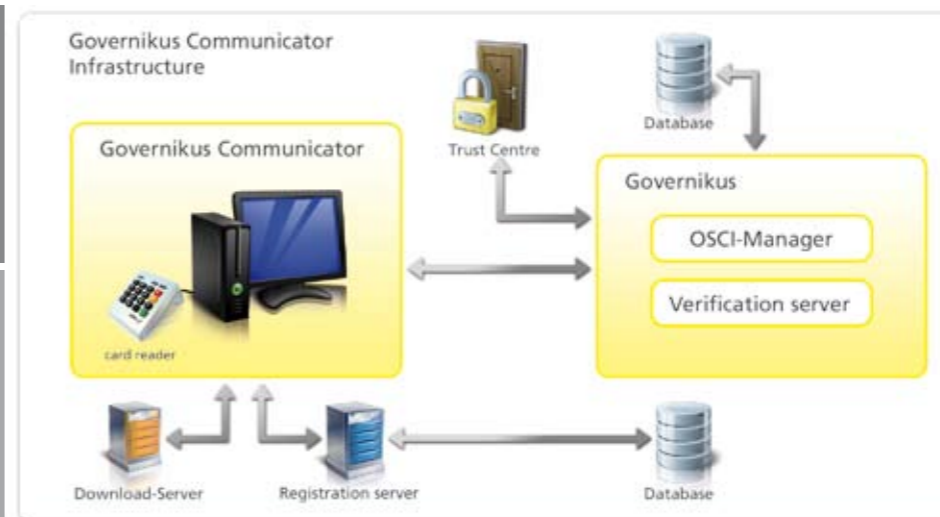 Governikus Communicator
Infrastructure
Trust Centre
Database
Governikus Communicator
card reader
Governikus
OSCI-Manager
Verification server
Download-Server
Registration server
Database